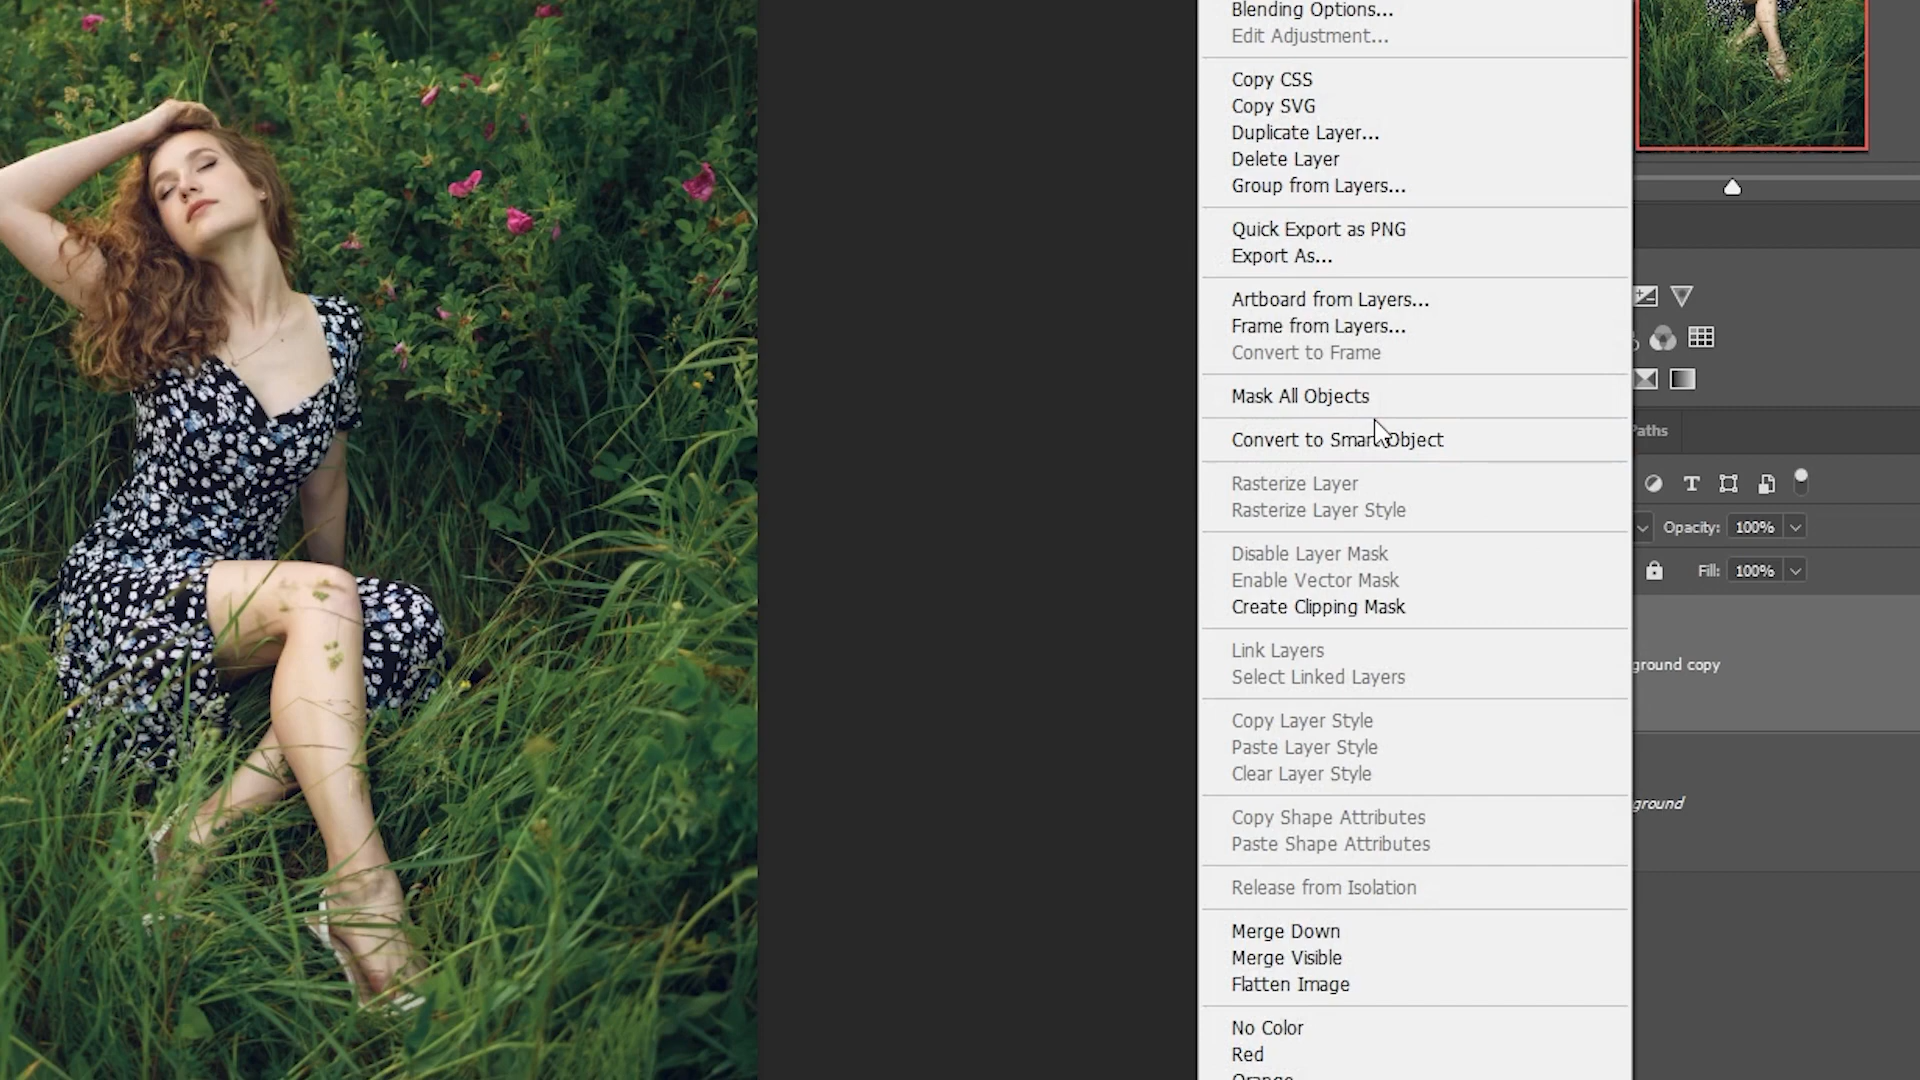 Blending Options...
Edit Adjustment...
Copy CSS
Copy SVG
Duplicate Layer...
Delete Layer
Group from Layers...
Quick Export as PNG
Export As...
Artboard from Layers...
Frame from Layers...
Convert to Frame
Mask All Objects
Convert to Smart Object
Rasterize Layer
Rasterize Layer Style
Disable Layer Mask
Enable Vector Mask
Create Clipping Mask
Link Layers
Select Linked Layers
Copy Layer Style
Paste Layer Style
Clear Layer Style
Copy Shape Attributes
Paste Shape Attributes
Release from Isolation
Merge Down
Merge Visible
Flatten Image
No Color
Red
Orange
Paths
Opacity: 100%
Fill: 100%
ground copy
ground